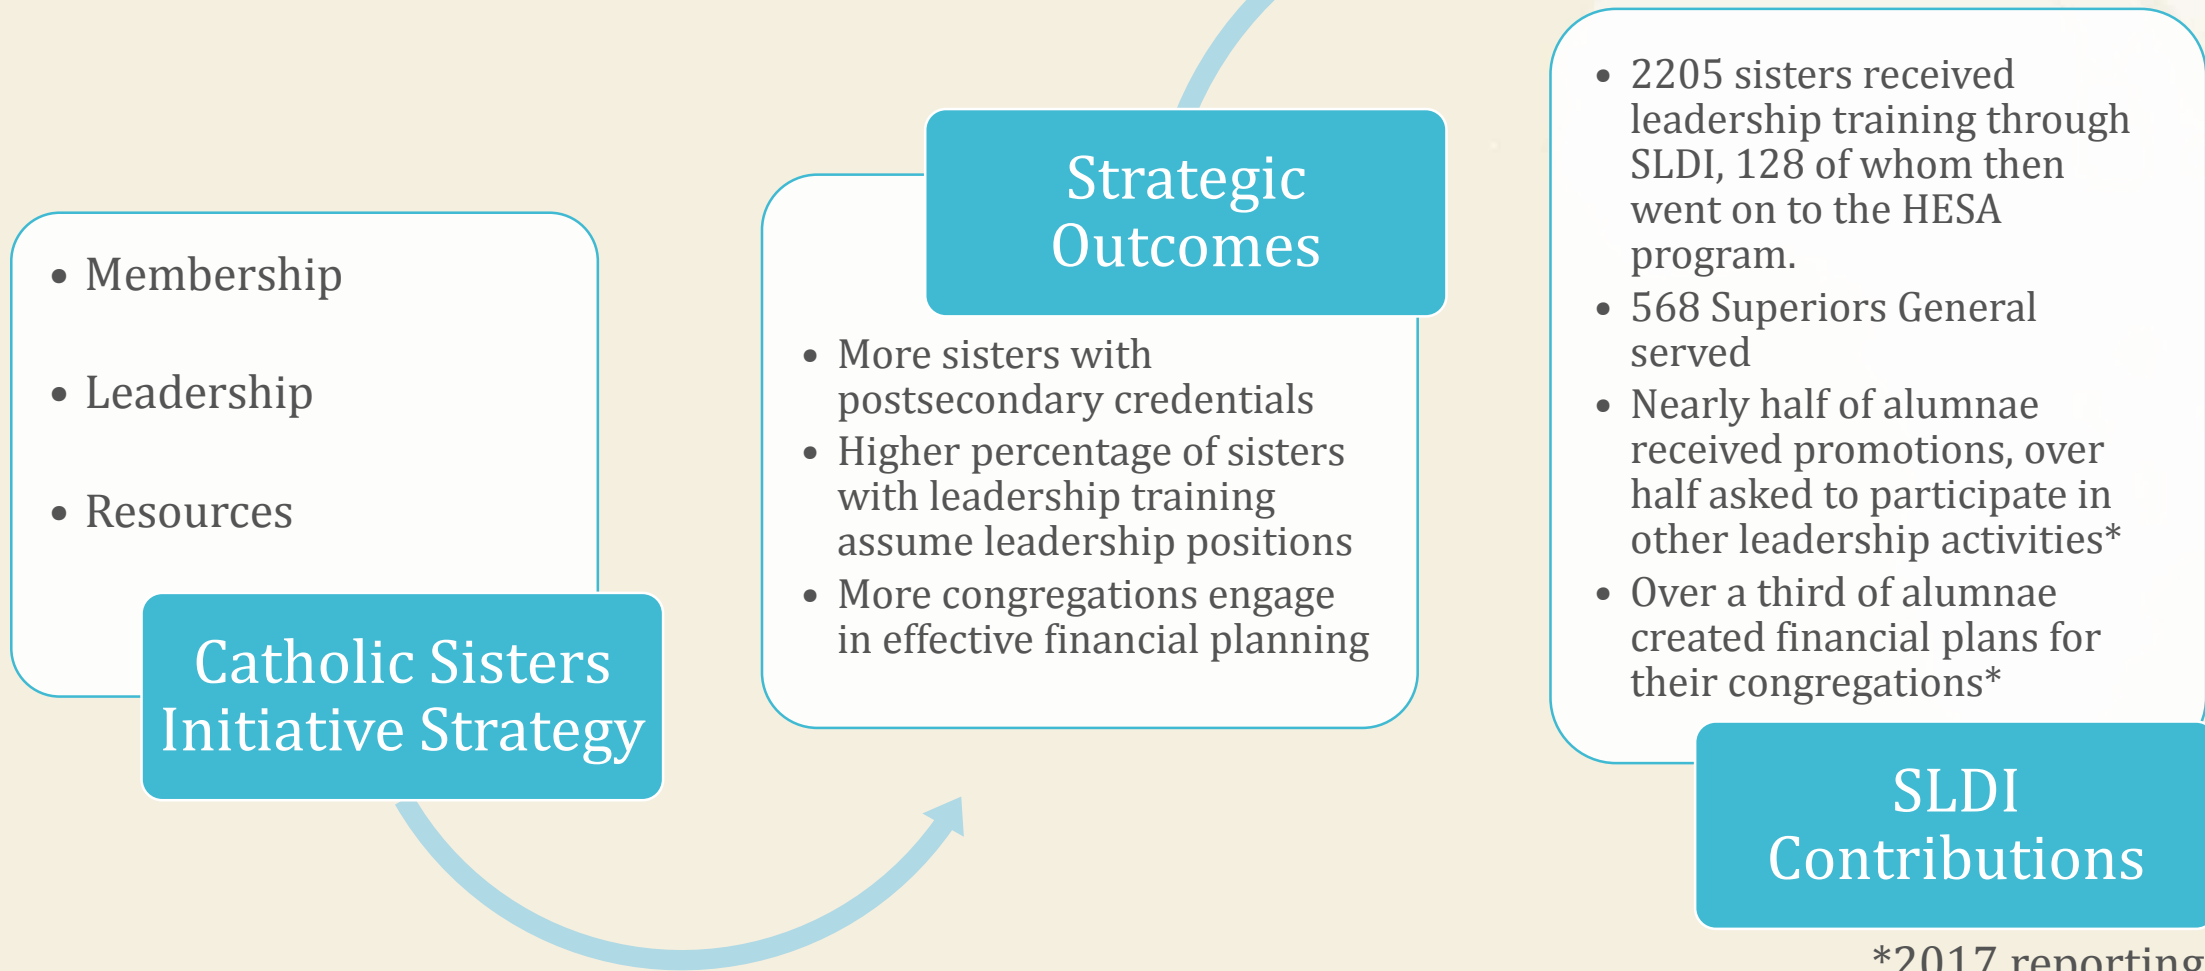 • Membership
• Leadership
• Resources
Catholic Sisters
Initiative Strategy
Strategic
Outcomes
• More sisters with
postsecondary credentials
• Higher percentage of sisters
with leadership training
assume leadership positions
• More congregations engage
in effective financial planning
• 2205 sisters received
leadership training through
SLDI, 128 of whom then
went on to the HESA
program.
• 568 Superiors General
served
• Nearly half of alumnae
received promotions, over
half asked to participate in
other leadership activities*
• Over a third of alumnae
created financial plans for
their congregations*
SLDI
Contributions
*2017 reporting